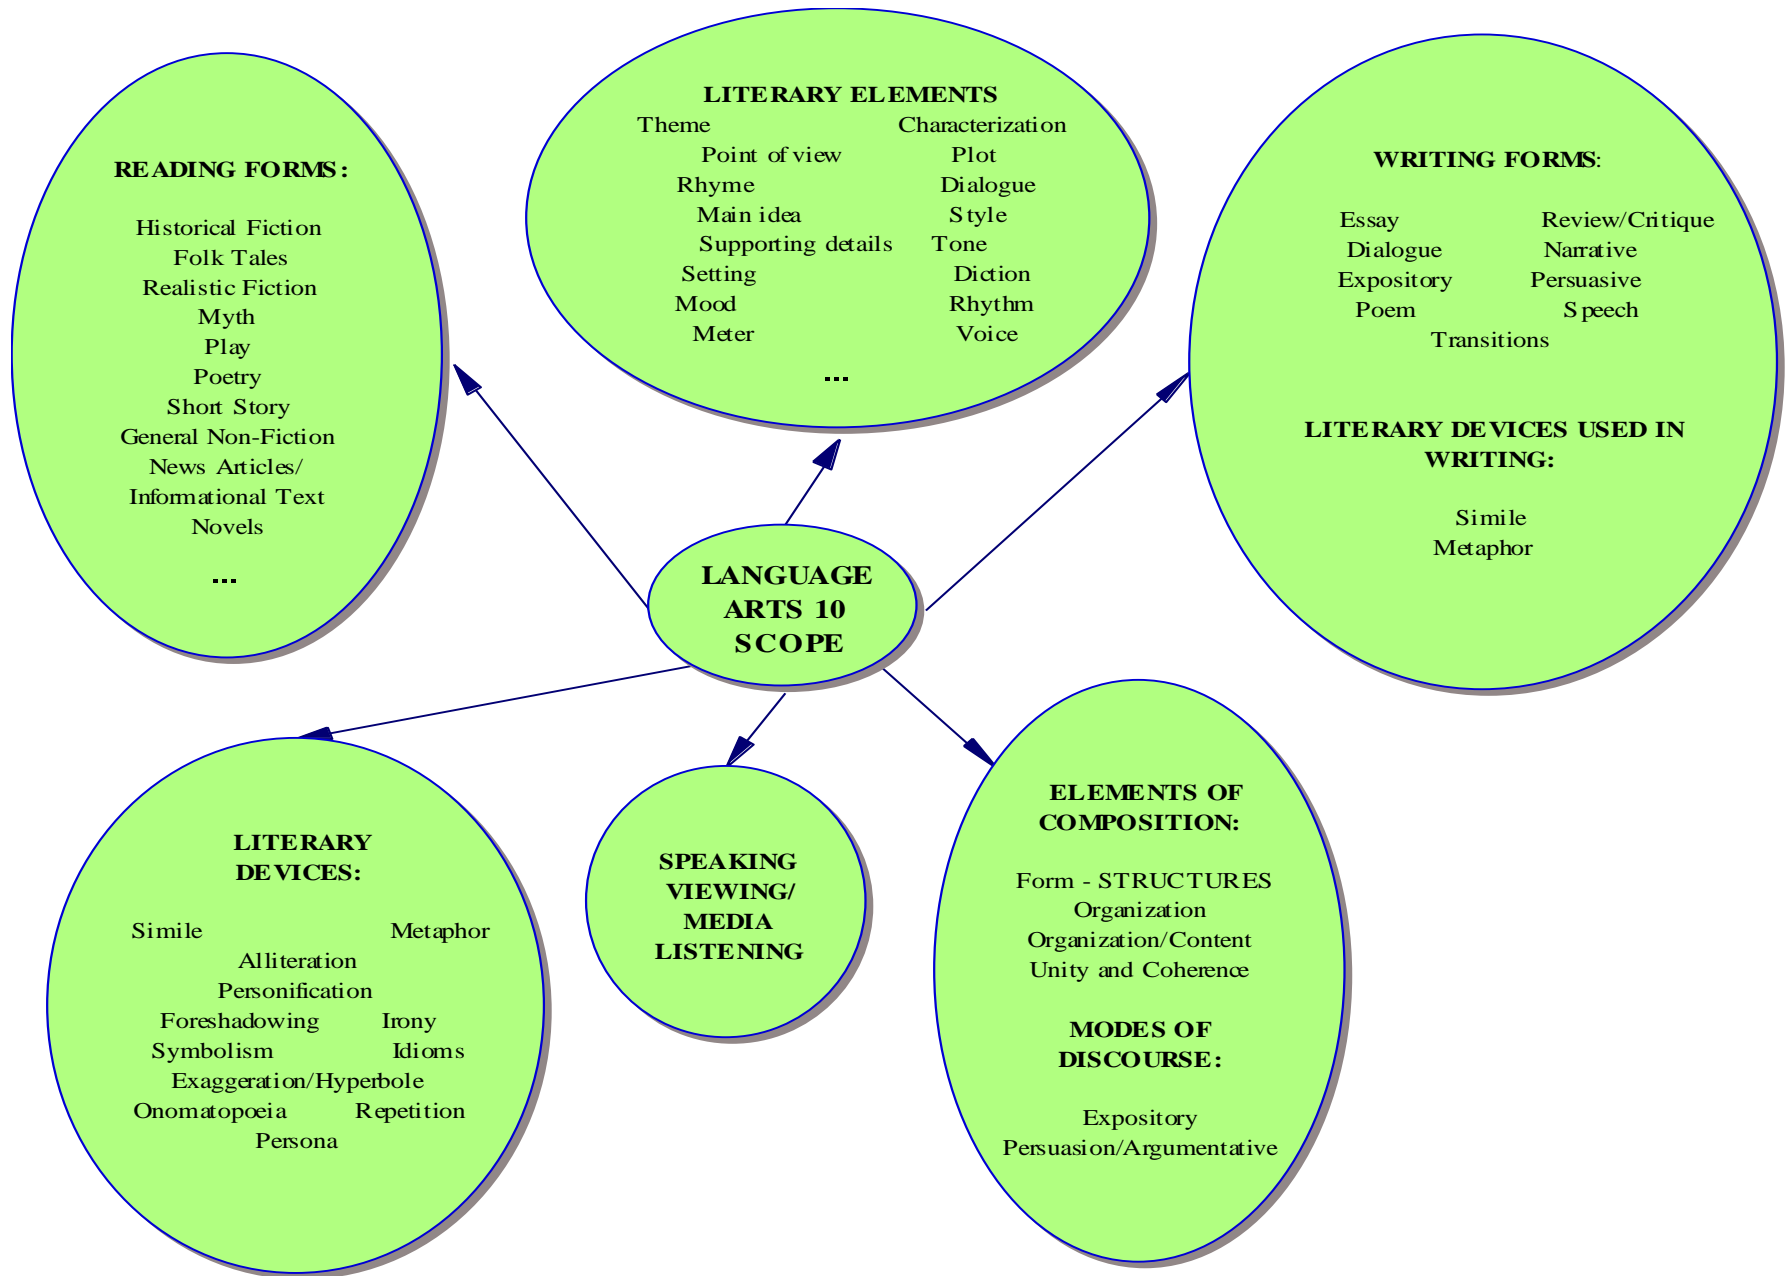 READING FORMS:
Historical Fiction
Folk Tales
Realistic Fiction
Myth
Play
Poetry
Short Story
General Non-Fiction
News Articles/
Informational Text
Novels
...
LITERARY ELEMENTS
Theme Characterization
Point of view Plot
Rhyme Dialogue
Main idea Style
Supporting details Tone
Setting Diction
Mood Rhythm
Meter Voice
...
WRITING FORMS:
Essay Review/Critique
Dialogue Narrative
Expository Persuasive
Poem Speech
Transitions
LITERARY DEVICES USED IN
WRITING:
Simile
Metaphor
LANGUAGE
ARTS 10
SCOPE
LITERARY
DEVICES:
Simile Metaphor
Alliteration
Personification
Foreshadowing Irony
Symbolism Idioms
Exaggeration/Hyperbole
Onomatopoeia Repetition
Persona
SPEAKING
VIEWING/
MEDIA
LISTENING
ELEMENTS OF
COMPOSITION:
Form - STRUCTURES
Organization
Organization/Content
Unity and Coherence
MODES OF
DISCOURSE:
Expository
Persuasion/Argumentative